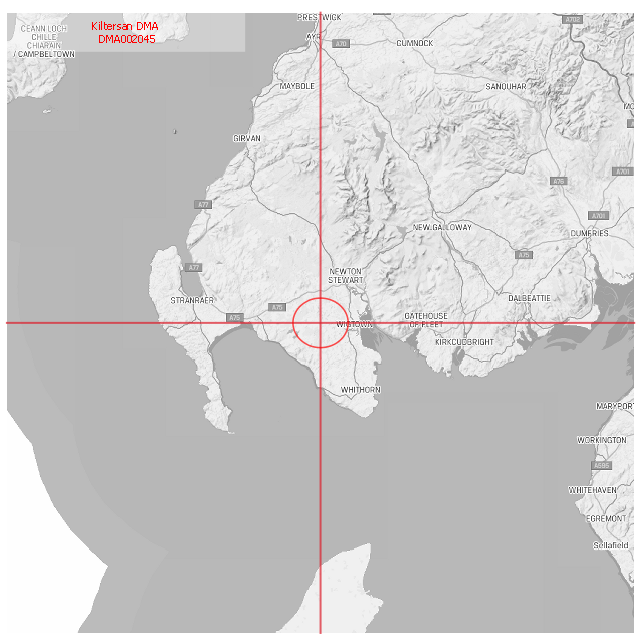 PRESTWICK
Kiltersan DMA
DMA002045
A702
CEANN LOCH
CHILLE
CHIARAIN
/ CAMPBELTOWN
AYR
A70
CUMNOCK
MAYBOLE
SANQUHAR
MO
A
GIRVAN
A701
A76
A77
A701
NEW GALLOWAY
DUMFRIES
A75
A77
NEWTON
STEWART
STRANRAER
DALBEATTIE
A75
A75
WIGTOWN
GATEHOUSE
OF FLEET
KIRKCUDBRIGHT
WHITHORN
MARYPORT
WORKINGTON
A595
WHITEHAVEN
EGREMONT
Sellafield